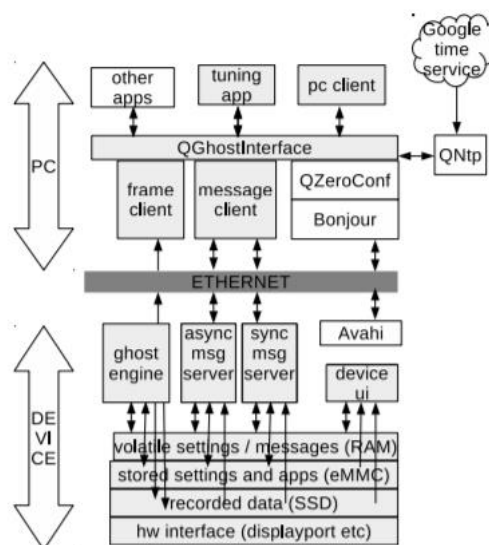 Google
time
service
other
apps
tuning
app
pc client
QGhostInterface
QNtp
PC
frame
client
message
client
QZeroConf
Bonjour
ETHERNET
ghost
engine
async
msg
server
sync
msg
server
Avahi
device
ui
DE
VI
CE
volatile settings / messages (RAM)
stored settings and apps (eMMC)
recorded data (SSD)
hw interface (displayport etc)